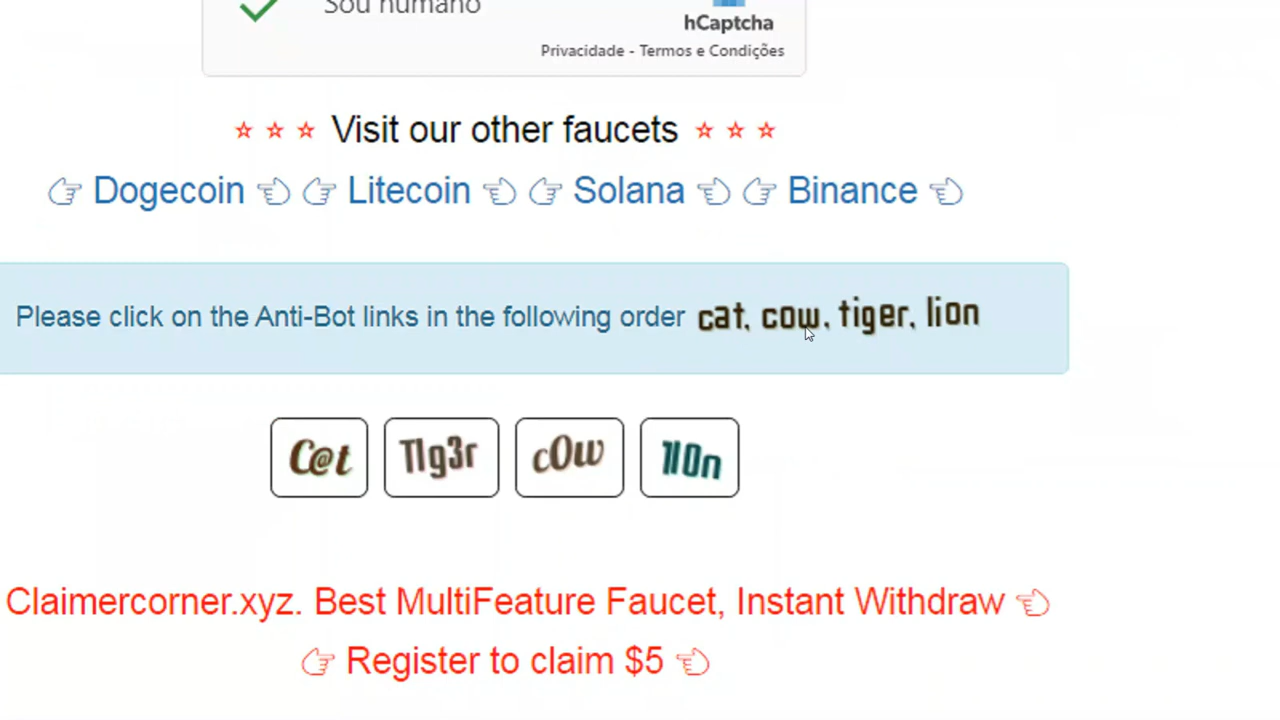 Sou humano
hCaptcha
Privacidade - Termos e Condições
Visit our other faucets
Dogecoin Litecoin Solana Binance
Please click on the Anti-Bot links in the following order cat, cow, tiger, lion
C@t T1g3r cOw l10n
Claimercorner.xyz. Best MultiFeature Faucet, Instant Withdraw
Register to claim $5